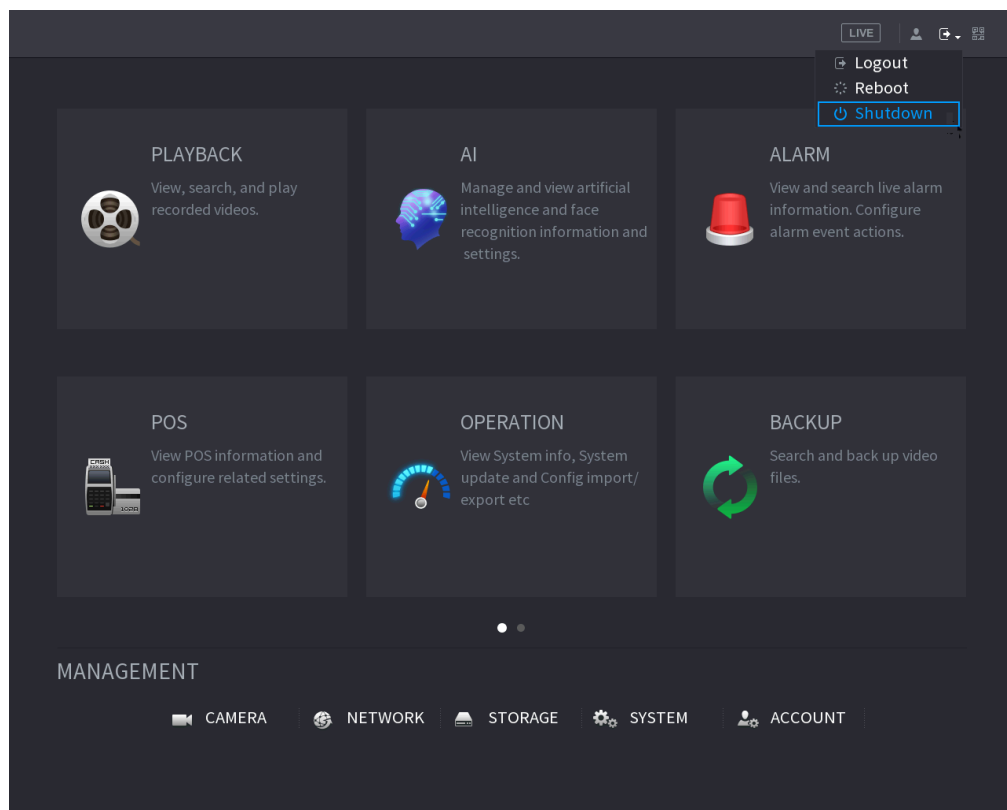 LIVE
Logout
Reboot
Shutdown
PLAYBACK
View, search, and play
recorded videos.
AI
Manage and view artificial
intelligence and face
recognition information and
settings.
ALARM
View and search live alarm
information. Configure
alarm event actions.
POS
View POS information and
configure related settings.
CASH
OPERATION
View System info, System
update and Config import/
export etc
BACKUP
Search and back up video
files.
MANAGEMENT
CAMERA
NETWORK
STORAGE
SYSTEM
ACCOUNT